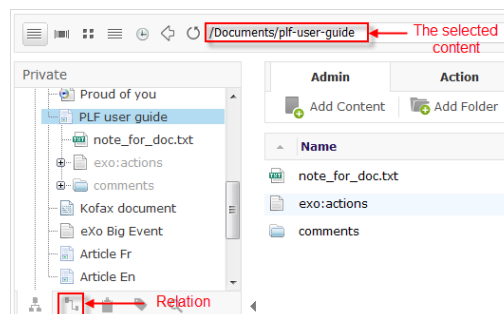 /Documents/plf-user-guide
The selected content
Private
Proud of you
PLF user guide
note_for_doc.txt
exo:actions
comments
Kofax document
eXo Big Event
Article Fr
Article En
Relation
Admin Action
Add Content Add Folder
Name
note_for_doc.txt
exo:actions
comments